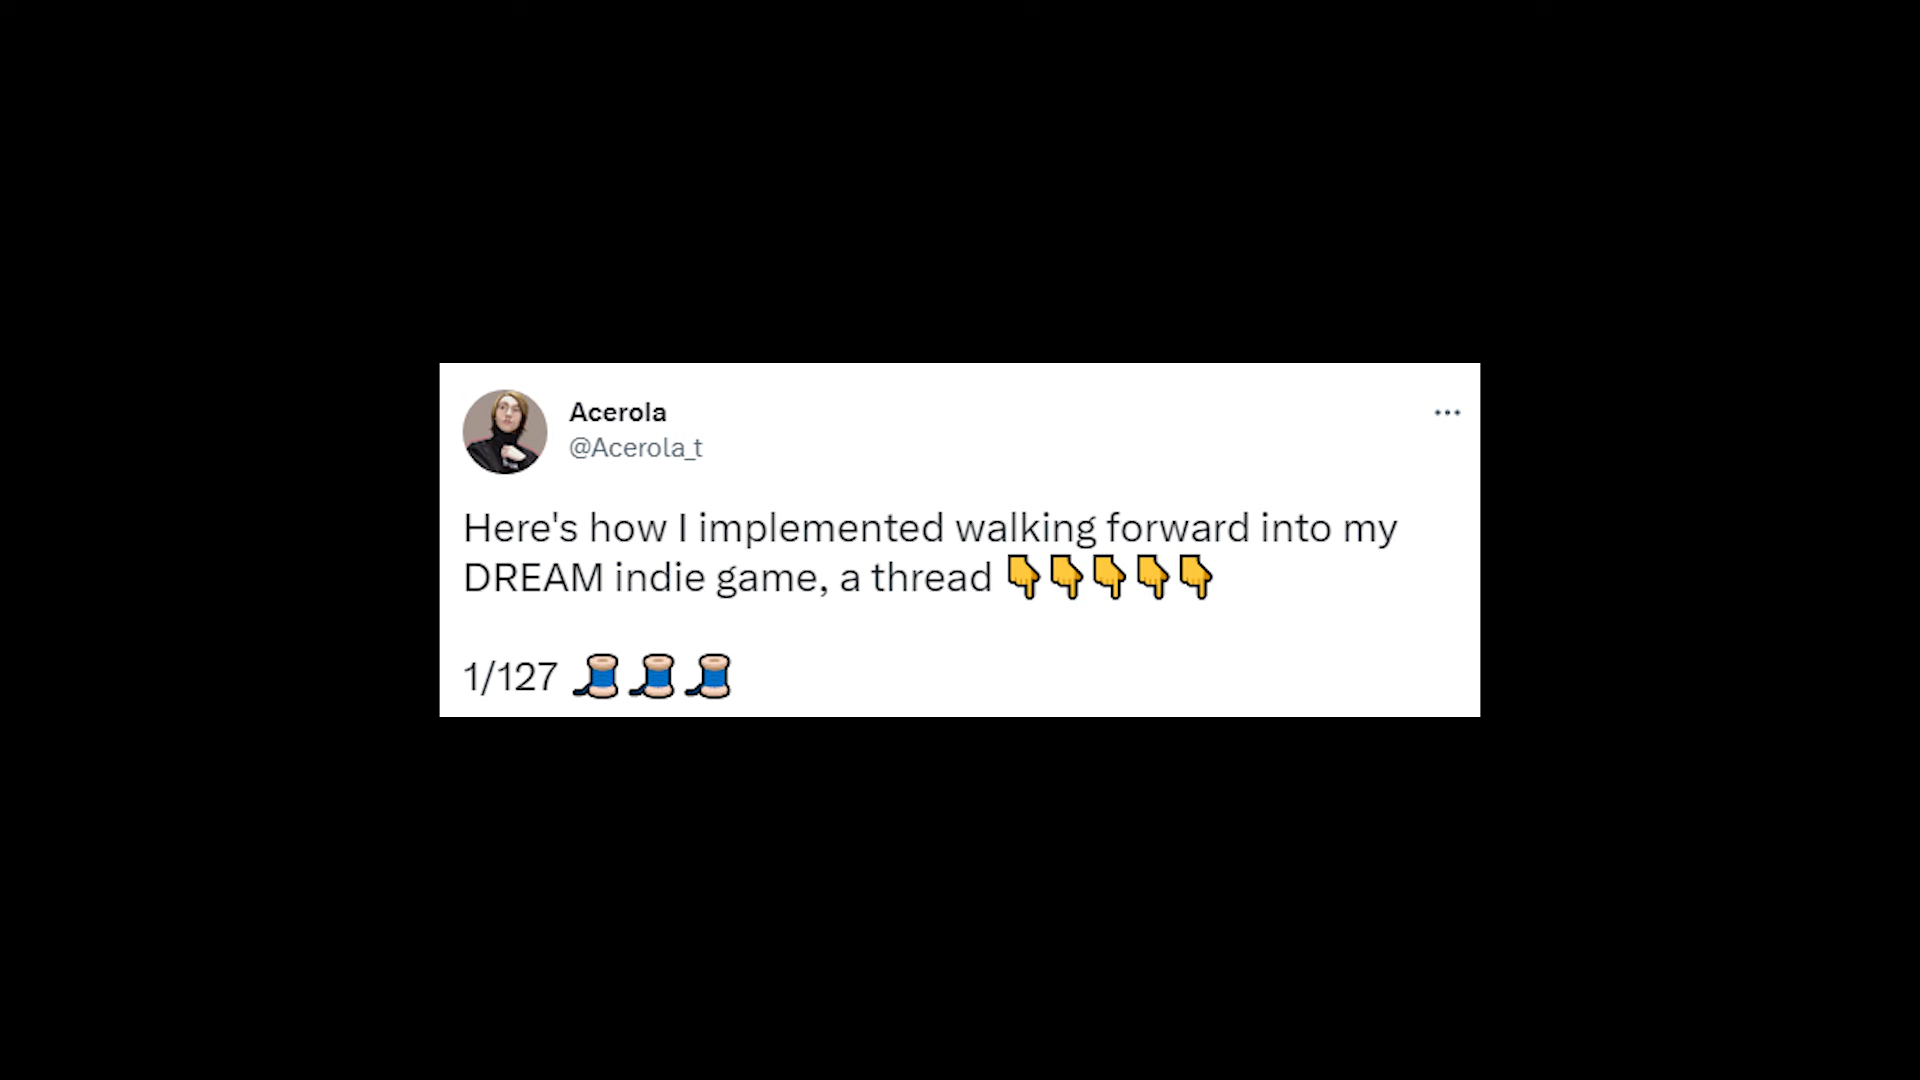 Acerola
@Acerola_t
Here's how I implemented walking forward into my
DREAM indie game, a thread 👇👇👇👇👇
1/127 🧵🧵🧵